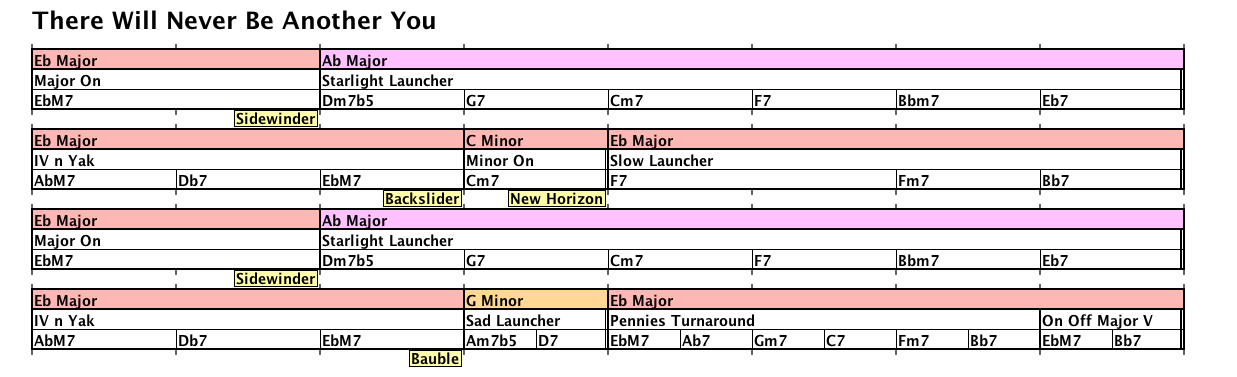 There Will Never Be Another You
Eb Major Ab Major
Major On Starlight Launcher
EbM7 Dm7b5 G7 Cm7 F7 Bbm7 Eb7
Sidewinder
Eb Major C Minor Eb Major
IV n Yak Minor On Slow Launcher
AbM7 Db7 EbM7 Cm7 F7 Fm7 Bb7
Backslider New Horizon
Eb Major Ab Major
Major On Starlight Launcher
EbM7 Dm7b5 G7 Cm7 F7 Bbm7 Eb7
Sidewinder
Eb Major G Minor Eb Major
IV n Yak Sad Launcher Pennies Turnaround On Off Major V
AbM7 Db7 EbM7 Am7b5 D7 EbM7 Ab7 Gm7 C7 Fm7 Bb7 EbM7 Bb7
Bauble